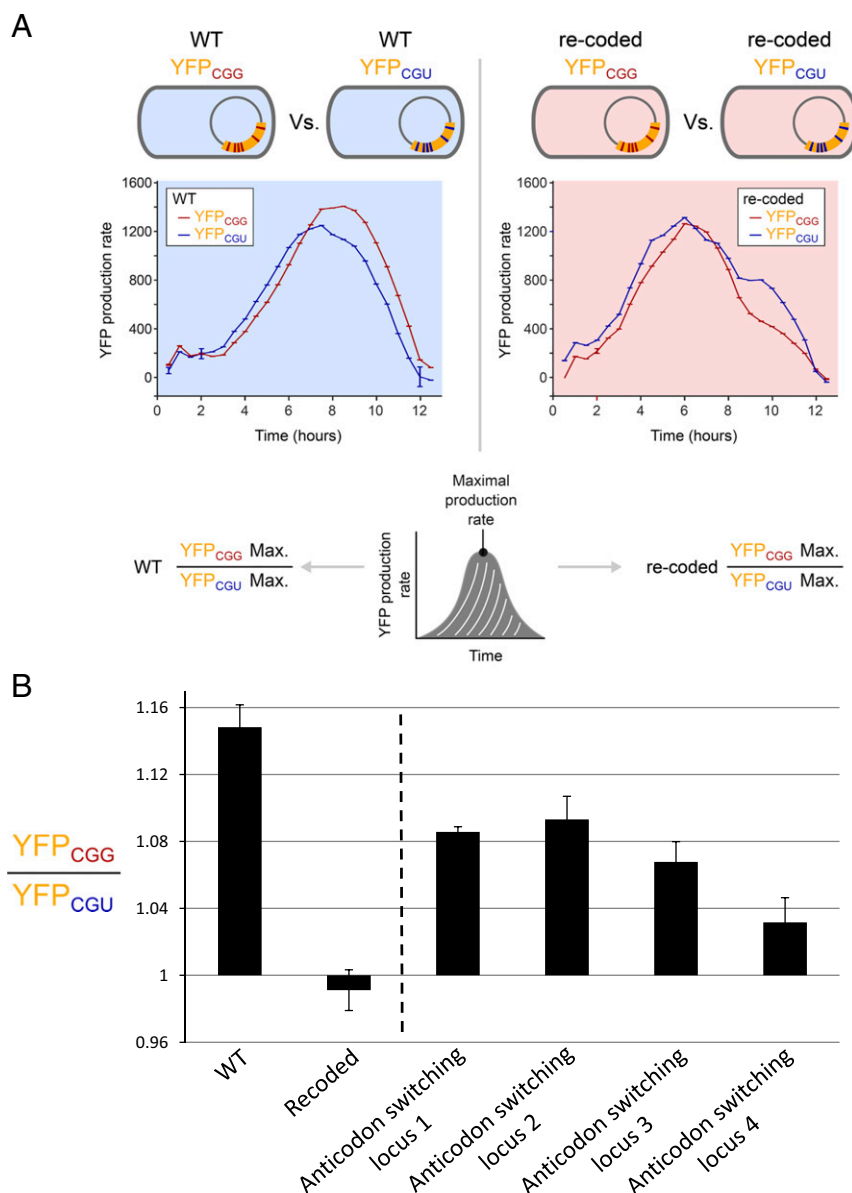 A
WT
WT
re-coded
re-coded
YFPCGG
YFPCGU
YFPCGG
YFPCGU
Vs.
Vs.
1600
1200
800
400
0
YFP production rate
WT
YFPCGG
YFPCGU
0
2
4
6
8
10
12
Time (hours)
1600
1200
800
400
0
YFP production rate
re-coded
YFPCGG
YFPCGU
0
2
4
6
8
10
12
Time (hours)
Maximal
production
rate
WT
YFPCGG Max.
YFPCGU Max.
YFP production
rate
Time
re-coded
YFPCGG Max.
YFPCGU Max.
B
YFPCGG
YFPCGU
1.16
1.12
1.08
1.04
1
0.96
WT
Recoded
Anticodon switching
locus 1
Anticodon switching
locus 2
Anticodon switching
locus 3
Anticodon switching
locus 4